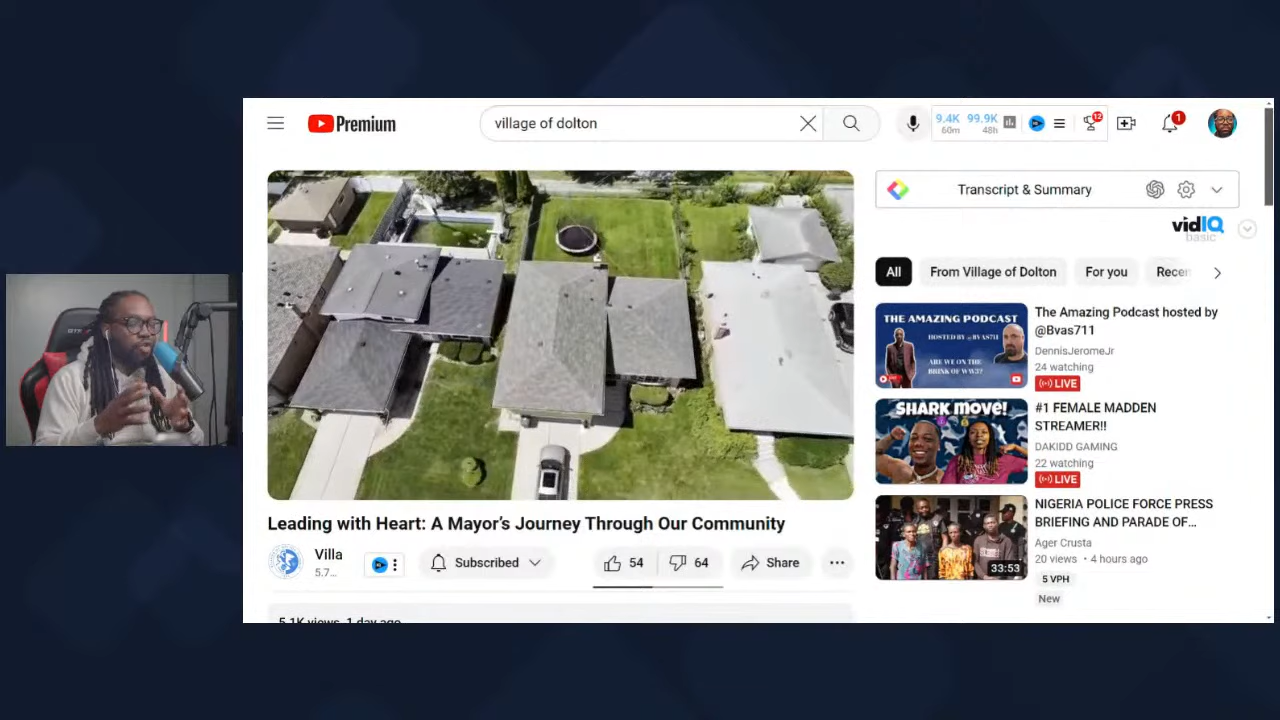 Premium
village of dolton
9.4K 99.9K
60m 48h
12
1
Transcript & Summary
vidIQ
basic
All
From Village of Dolton
For you
Recen
THE AMAZING PODCAST
HOSTED BY @BVAS711
ARE WE ON THE
BRINK OF WW3?
The Amazing Podcast hosted by
@Bvas711
DennisJeromeJr
24 watching
LIVE
SHARK MOVE!
#1 FEMALE MADDEN
STREAMER!!
DAKIDD GAMING
22 watching
LIVE
33:53
NIGERIA POLICE FORCE PRESS
BRIEFING AND PARADE OF...
Ager Crusta
20 views • 4 hours ago
5 VPH
New
Leading with Heart: A Mayor's Journey Through Our Community
Villa
5.7...
Subscribed
54
64
Share
5.1K views 1 day ago